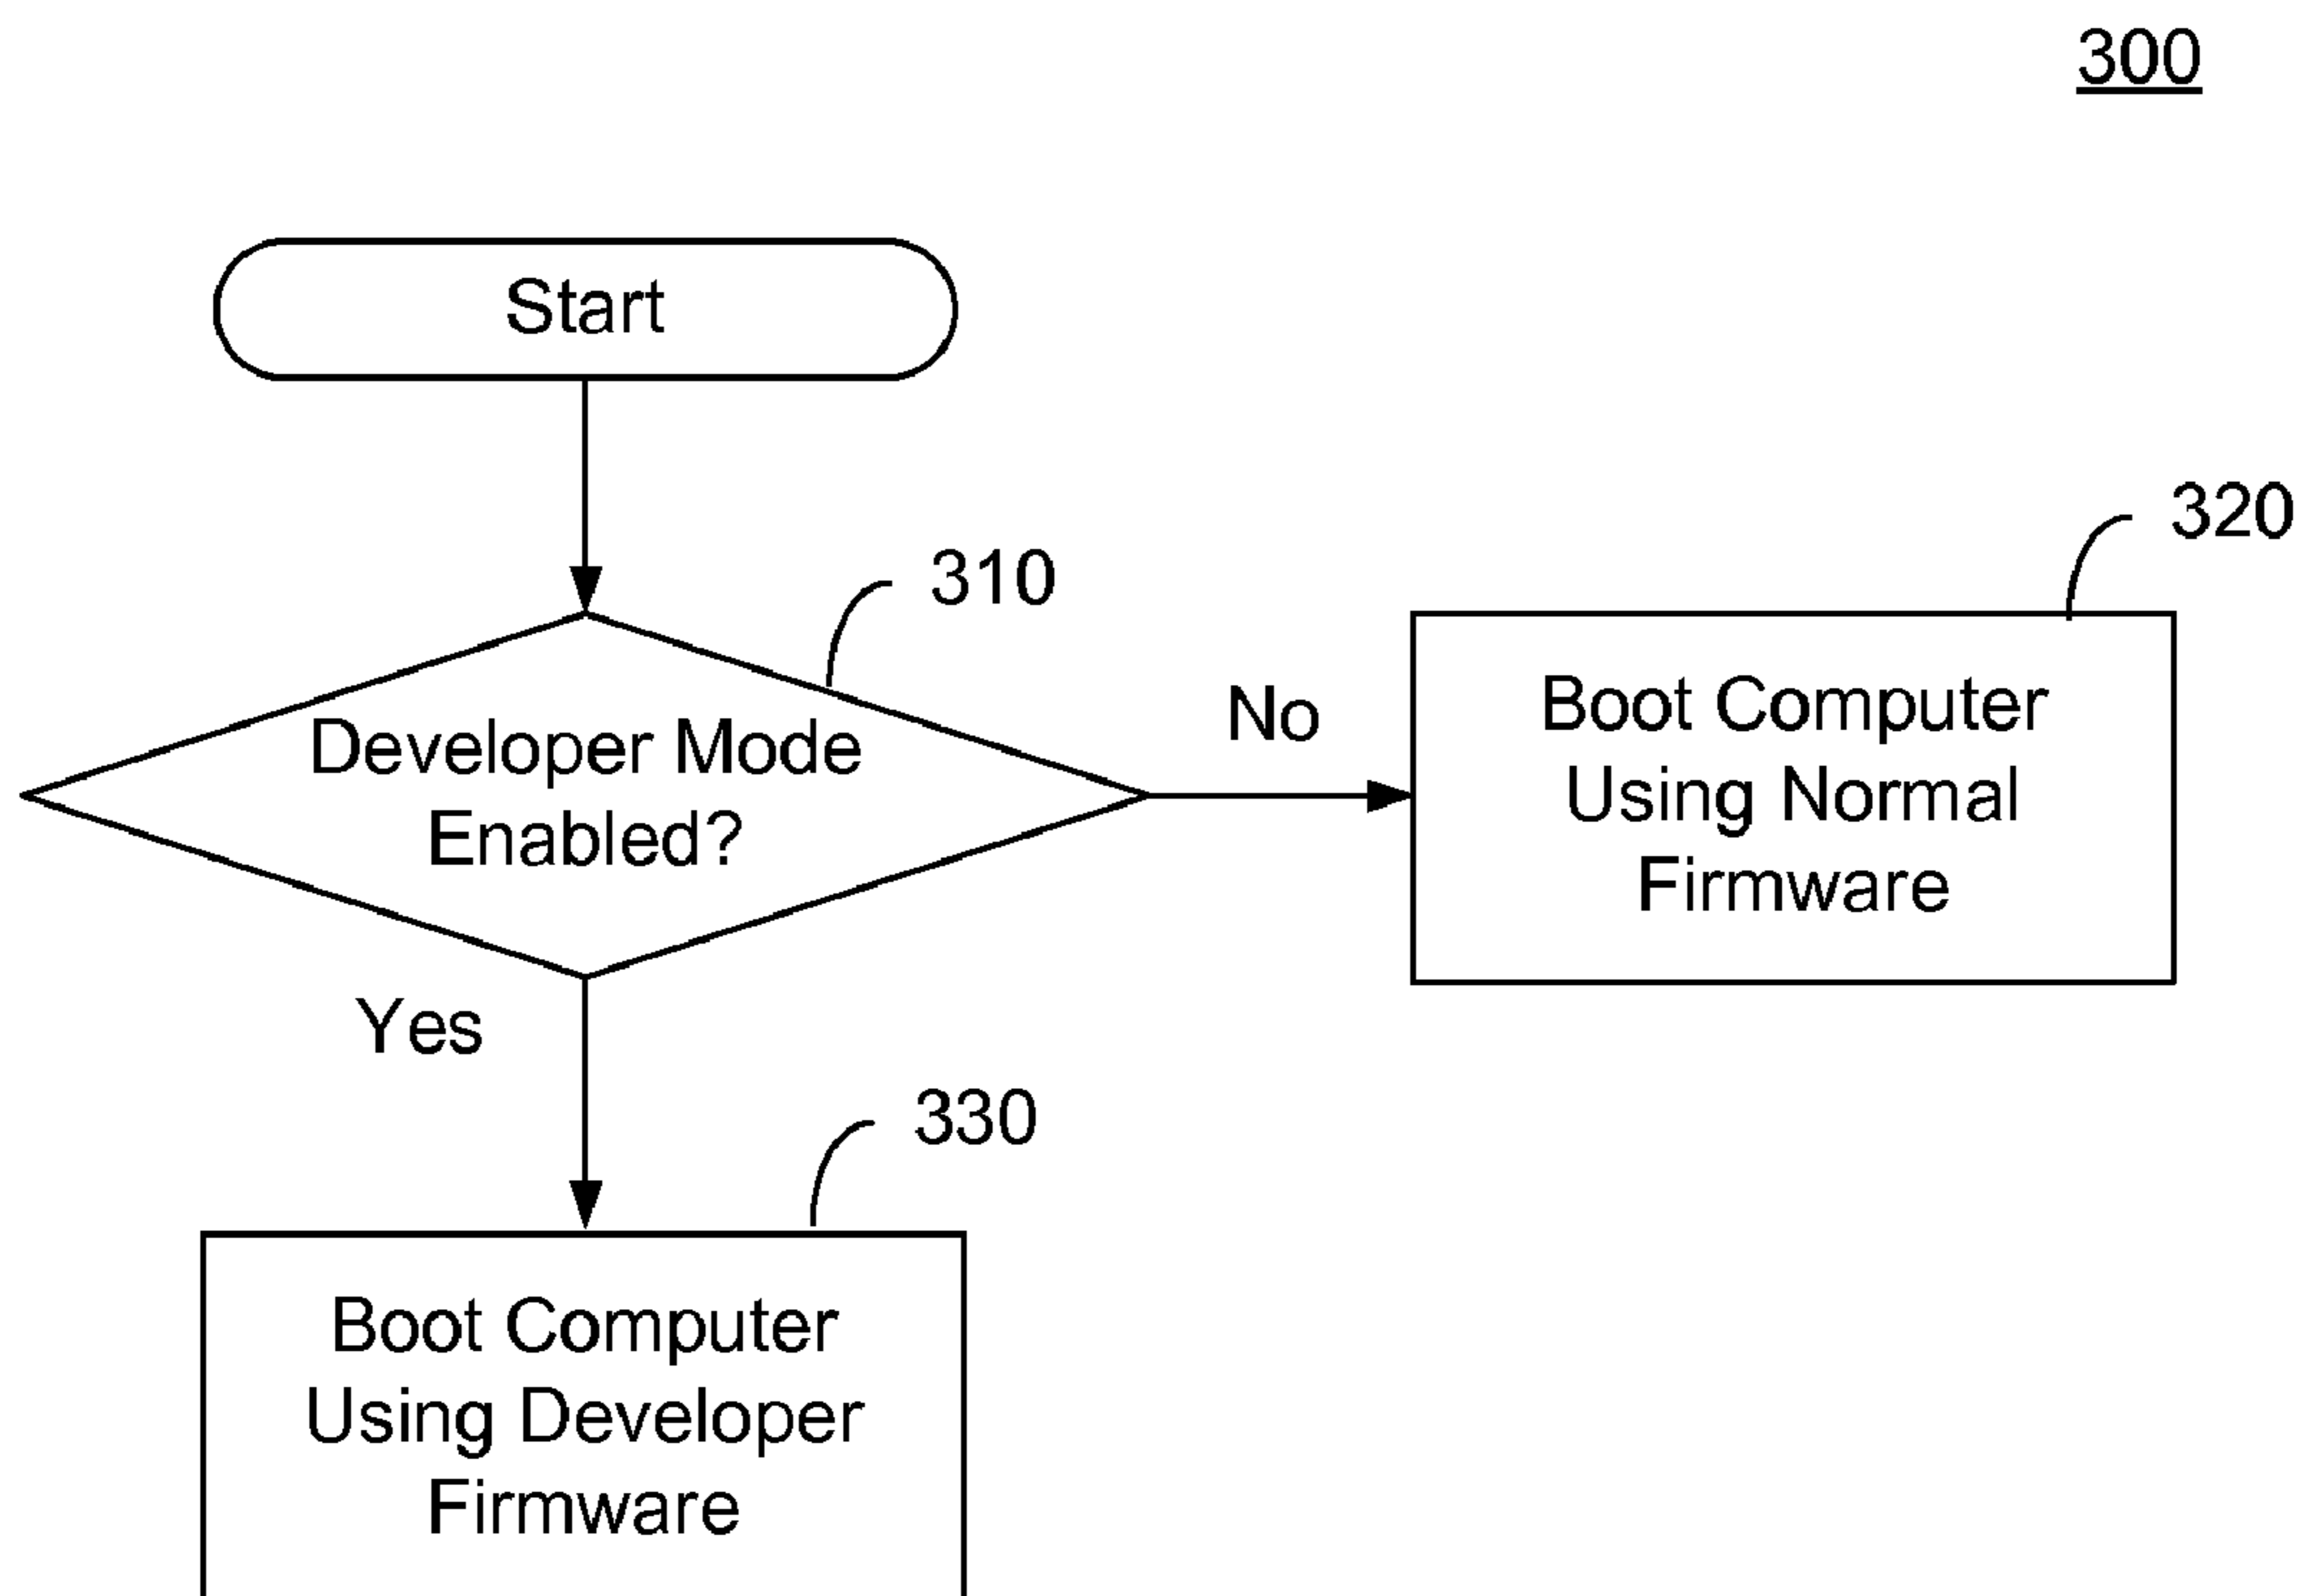 300
Start
310
Developer Mode
Enabled?
No
320
Boot Computer
Using Normal
Firmware
Yes
330
Boot Computer
Using Developer
Firmware